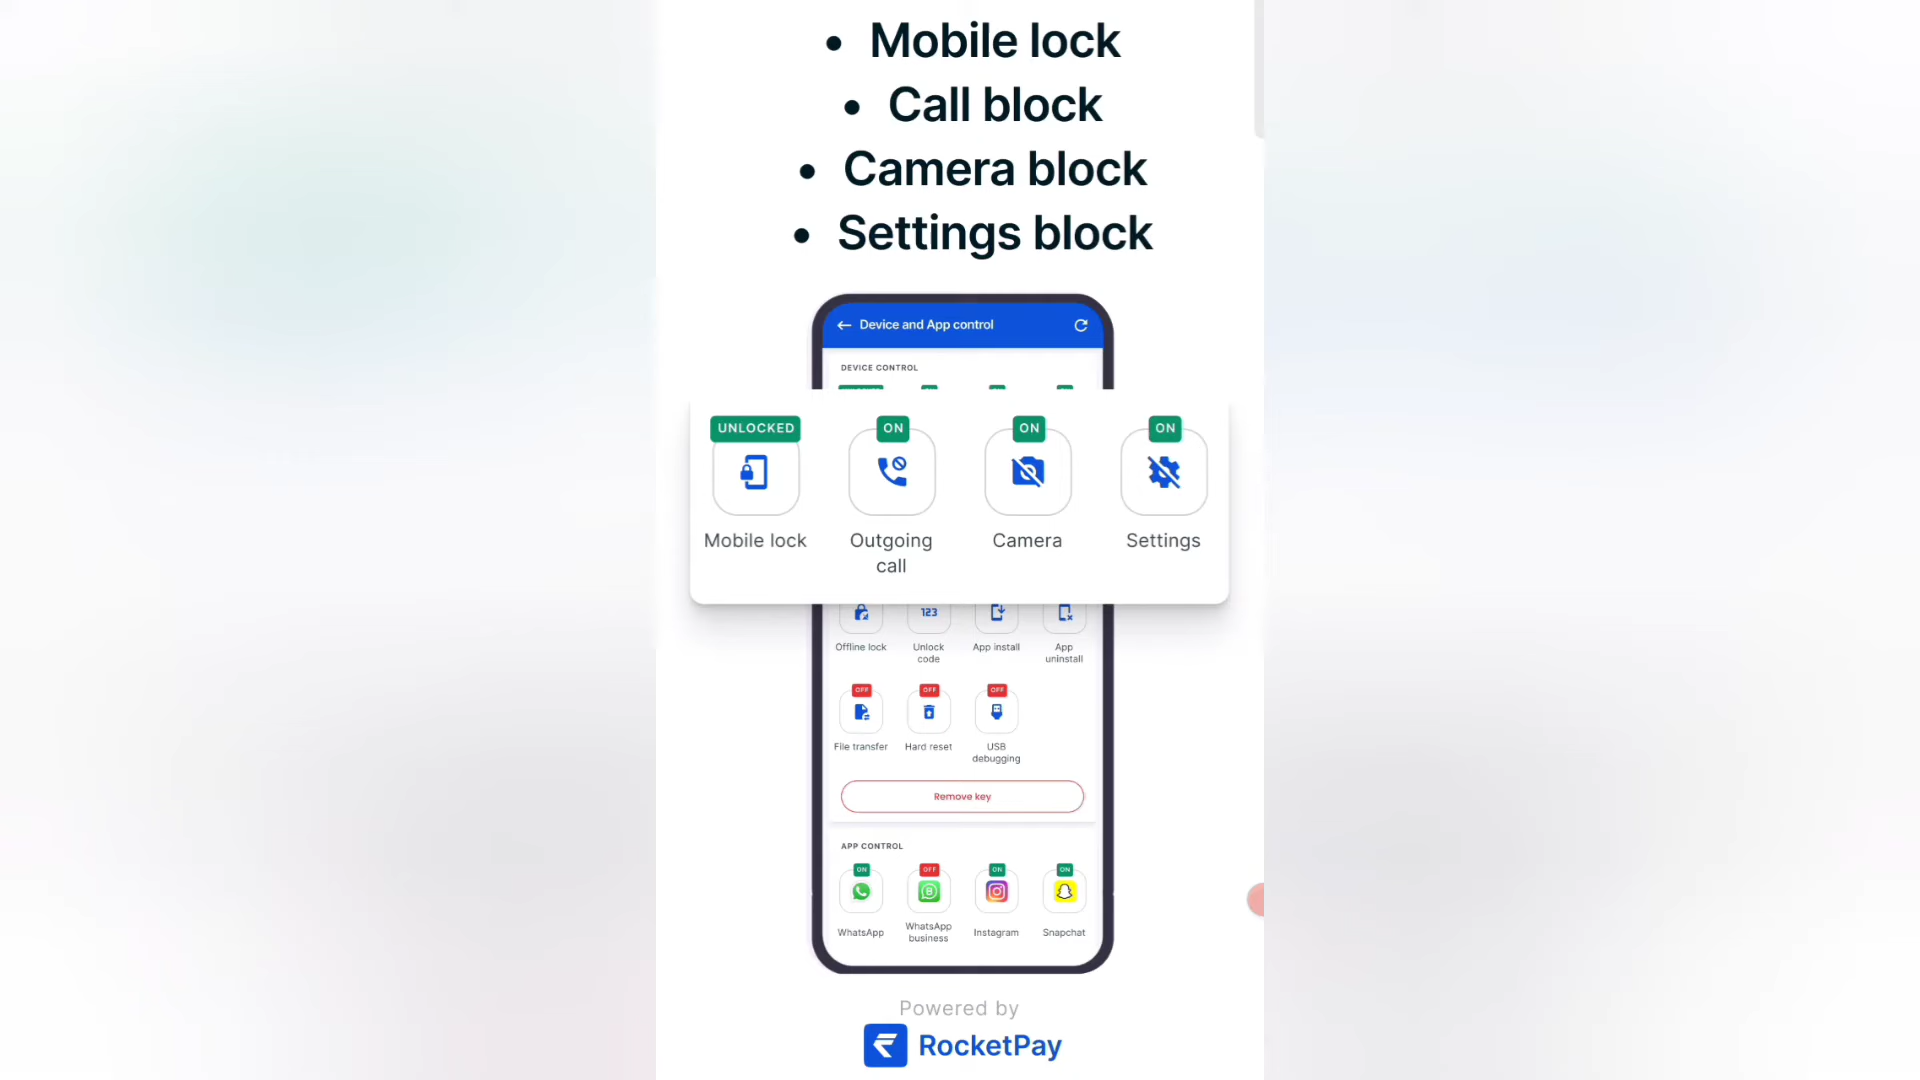 Mobile lock
Call block
Camera block
Settings block
Device and App control
DEVICE CONTROL
UNLOCKED
ON
ON
ON
Mobile lock
Outgoing
call
Camera
Settings
123
Offline lock
Unlock
code
App install
App
uninstall
OFF
OFF
OFF
File transfer
Hard reset
USB
debugging
Remove key
APP CONTROL
ON
OFF
ON
ON
WhatsApp
WhatsApp
business
Instagram
Snapchat
Powered by
RocketPay